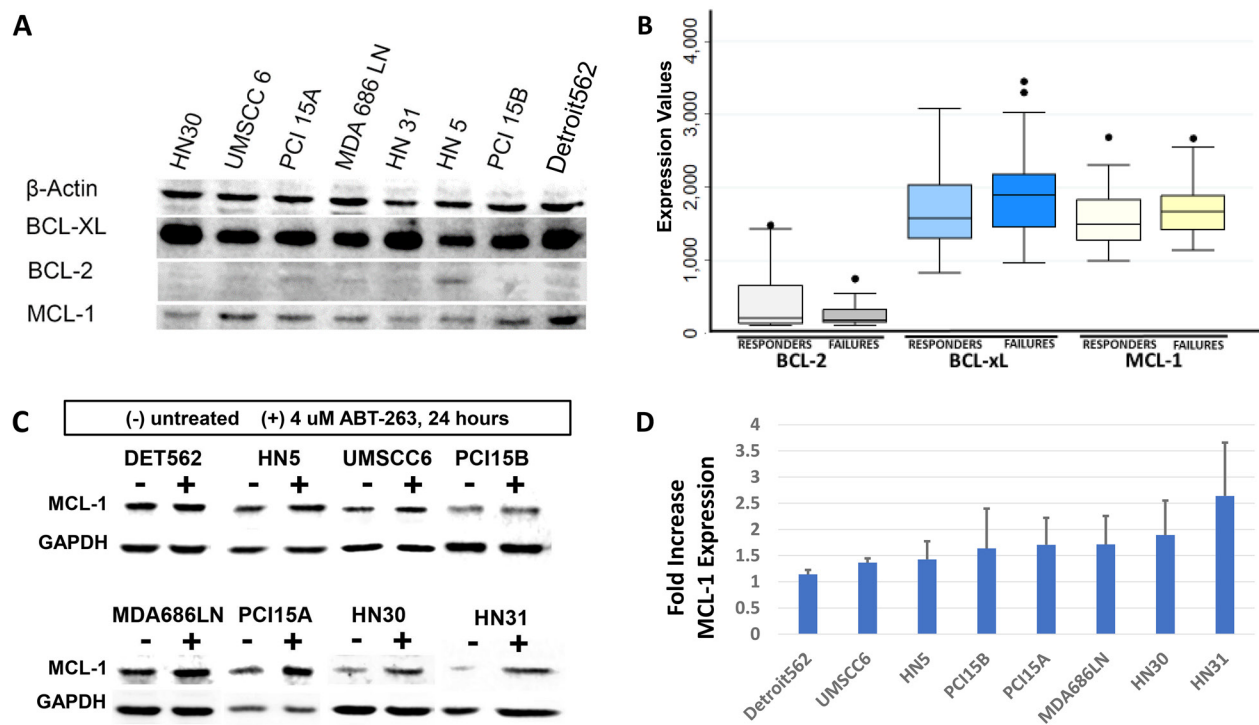 A
HN30
UMSCC 6
PCI 15A
MDA 686 LN
HN 31
HN 5
PCI 15B
Detroit562
β-Actin
BCL-XL
BCL-2
MCL-1
B
Expression Values
4,000
3,000
2,000
1,000
0
RESPONDERS FAILURES RESPONDERS FAILURES RESPONDERS FAILURES
BCL-2 BCL-xL MCL-1
C
(-) untreated (+) 4 uM ABT-263, 24 hours
DET562 HN5 UMSCC6 PCI15B
- + - + - + - +
MCL-1
GAPDH
MDA686LN PCI15A HN30 HN31
- + - + - + - +
MCL-1
GAPDH
D
Fold Increase
MCL-1 Expression
4
3.5
3
2.5
2
1.5
1
0.5
0
Detroit562
UMSCC6
HN5
PCI15B
PCI15A
MDA686LN
HN30
HN31